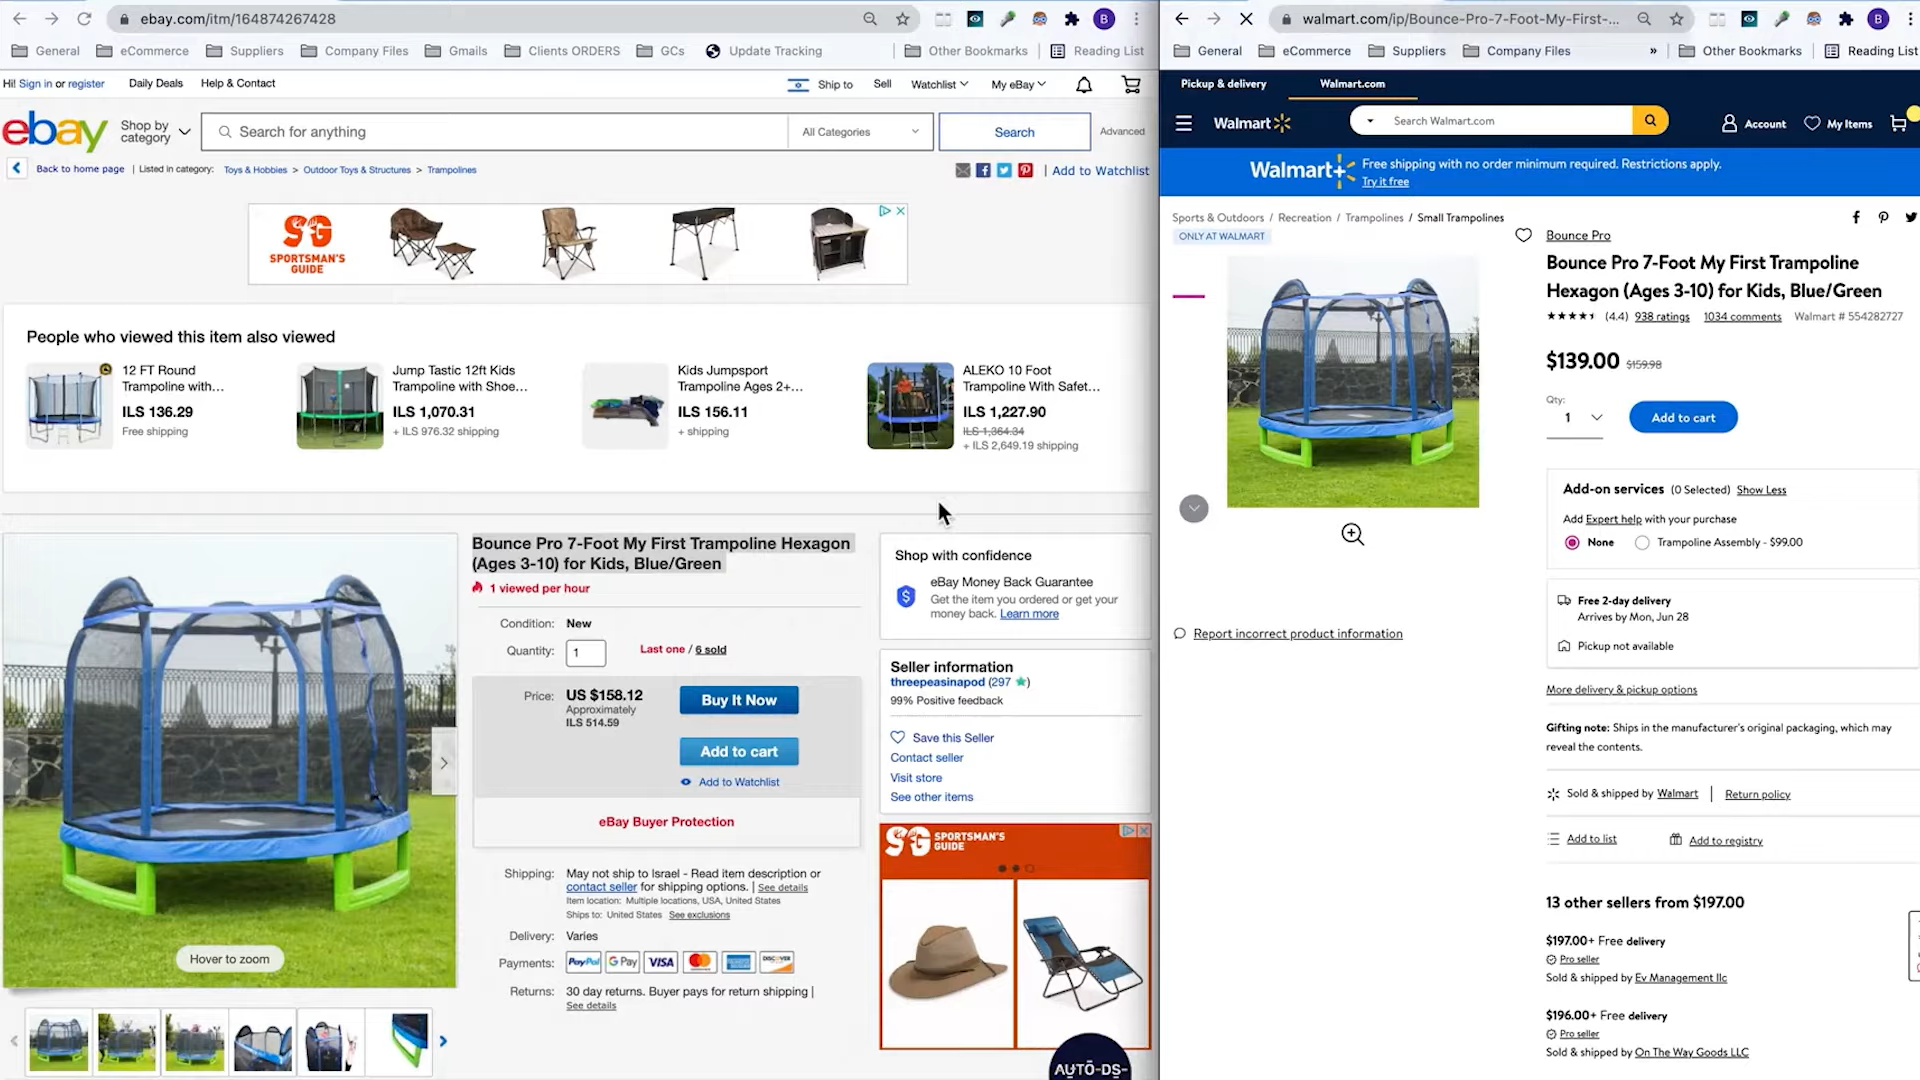 ebay.com/itm/164874267428
B
General
eCommerce
Suppliers
Company Files
Gmails
Clients ORDERS
GCs
Update Tracking
Other Bookmarks
Reading List
Hi! Sign in or register
Daily Deals
Help & Contact
Ship to
Sell
Watchlist
My eBay
ebay
Shop by
category
Search for anything
All Categories
Search
Advanced
Back to home page
Listed in category:
Toys & Hobbies > Outdoor Toys & Structures > Trampolines
Add to Watchlist
SG
SPORTSMAN'S
GUIDE
People who viewed this item also viewed
12 FT Round
Trampoline with...
ILS 136.29
Free shipping
Jump Tastic 12ft Kids
Trampoline with Shoe...
ILS 1,070.31
+ ILS 976.32 shipping
Kids Jumpsport
Trampoline Ages 2+...
ILS 156.11
+ shipping
ALEKO 10 Foot
Trampoline With Safet...
ILS 1,227.90
ILS 1,364.34
+ ILS 2,649.19 shipping
Bounce Pro 7-Foot My First Trampoline Hexagon
(Ages 3-10) for Kids, Blue/Green
1 viewed per hour
Condition: New
Quantity: 1
Last one / 6 sold
Price: US $158.12
Approximately
ILS 514.59
Buy It Now
Add to cart
Add to Watchlist
eBay Buyer Protection
Shipping: May not ship to Israel - Read item description or
contact seller for shipping options. | See details
Item location: Multiple locations, USA, United States
Ships to: United States See exclusions
Delivery: Varies
Payments: PayPal G Pay VISA DISCOVER
Returns: 30 day returns. Buyer pays for return shipping |
See details
Hover to zoom
Shop with confidence
eBay Money Back Guarantee
Get the item you ordered or get your
money back. Learn more
Seller information
threepeasinapod (297)
99% Positive feedback
Save this Seller
Contact seller
Visit store
See other items
SG SPORTSMAN'S
GUIDE
AUTO-DS-
walmart.com/ip/Bounce-Pro-7-Foot-My-First-...
B
General
eCommerce
Suppliers
Company Files
»
Other Bookmarks
Reading List
Pickup & delivery
Walmart.com
Walmart
Search Walmart.com
Account
My Items
Walmart+
Free shipping with no order minimum required. Restrictions apply.
Try it free
Sports & Outdoors / Recreation / Trampolines / Small Trampolines
ONLY AT WALMART
Bounce Pro
Bounce Pro 7-Foot My First Trampoline
Hexagon (Ages 3-10) for Kids, Blue/Green
(4.4) 938 ratings 1034 comments Walmart # 554282727
$139.00 $159.98
Qty:
1
Add to cart
Add-on services (0 Selected) Show Less
Add Expert help with your purchase
None
Trampoline Assembly - $99.00
Free 2-day delivery
Arrives by Mon, Jun 28
Pickup not available
More delivery & pickup options
Report incorrect product information
Gifting note: Ships in the manufacturer's original packaging, which may
reveal the contents.
Sold & shipped by Walmart | Return policy
Add to list
Add to registry
13 other sellers from $197.00
$197.00+ Free delivery
Pro seller
Sold & shipped by Ev Management llc
$196.00+ Free delivery
Pro seller
Sold & shipped by On The Way Goods LLC